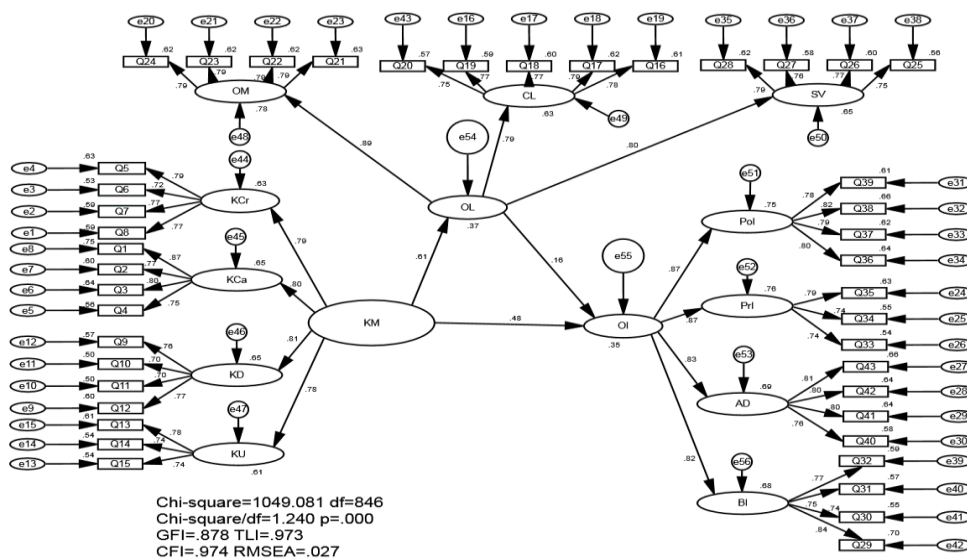 e20 e21 e22 e23 e43 e16 e17 e18 e19 e35 e36 e37 e38
.62 .62 .62 .63 .57 .59 .60 .62 .61 .62 .58 .60 .56
Q24 Q23 Q22 Q21 Q20 Q19 Q18 Q17 Q16 Q28 Q27 Q26 Q25
.79 .79 .79 .79 .75 .77 .77 .79 .78 .79 .76 .77 .75
OM CL SV
.78 .63 .65
e48 e49 e50
e54
.89 .79 .80
OL
.37
e44
e4 .63 Q5 .79
e3 .53 Q6 .72
e2 .59 Q7 .77
e1 .59 Q8 .77
KCr .63
.79
e45
e8 .75 Q1 .87
e7 .60 Q2 .77
e6 .64 Q3 .80
e5 .56 Q4 .75
KCa .65
.80
e46
e12 .57 Q9 .76
e11 .50 Q10 .70
e10 .50 Q11 .70
e9 .60 Q12 .77
KD .65
.81
e47
e15 .61 Q13 .78
e14 .54 Q14 .74
e13 .54 Q15 .74
KU .61
.78
KM
.61 .16
.48
e55
OI
.35
e51
PoI .75
.87
.78 Q39 .61 e31
.82 Q38 .66 e32
.79 Q37 .62 e33
.80 Q36 .64 e34
e52
PrI .76
.87
.79 Q35 .63 e24
.74 Q34 .55 e25
.74 Q33 .54 e26
e53
AD .69
.83
.81 Q43 .66 e27
.80 Q42 .64 e28
.80 Q41 .64 e29
.76 Q40 .58 e30
e56
BI .68
.82
.77 Q32 .59 e39
.75 Q31 .57 e40
.74 Q30 .55 e41
.84 Q29 .70 e42
Chi-square=1049.081 df=846
Chi-square/df=1.240 p=.000
GFI=.878 TLI=.973
CFI=.974 RMSEA=.027